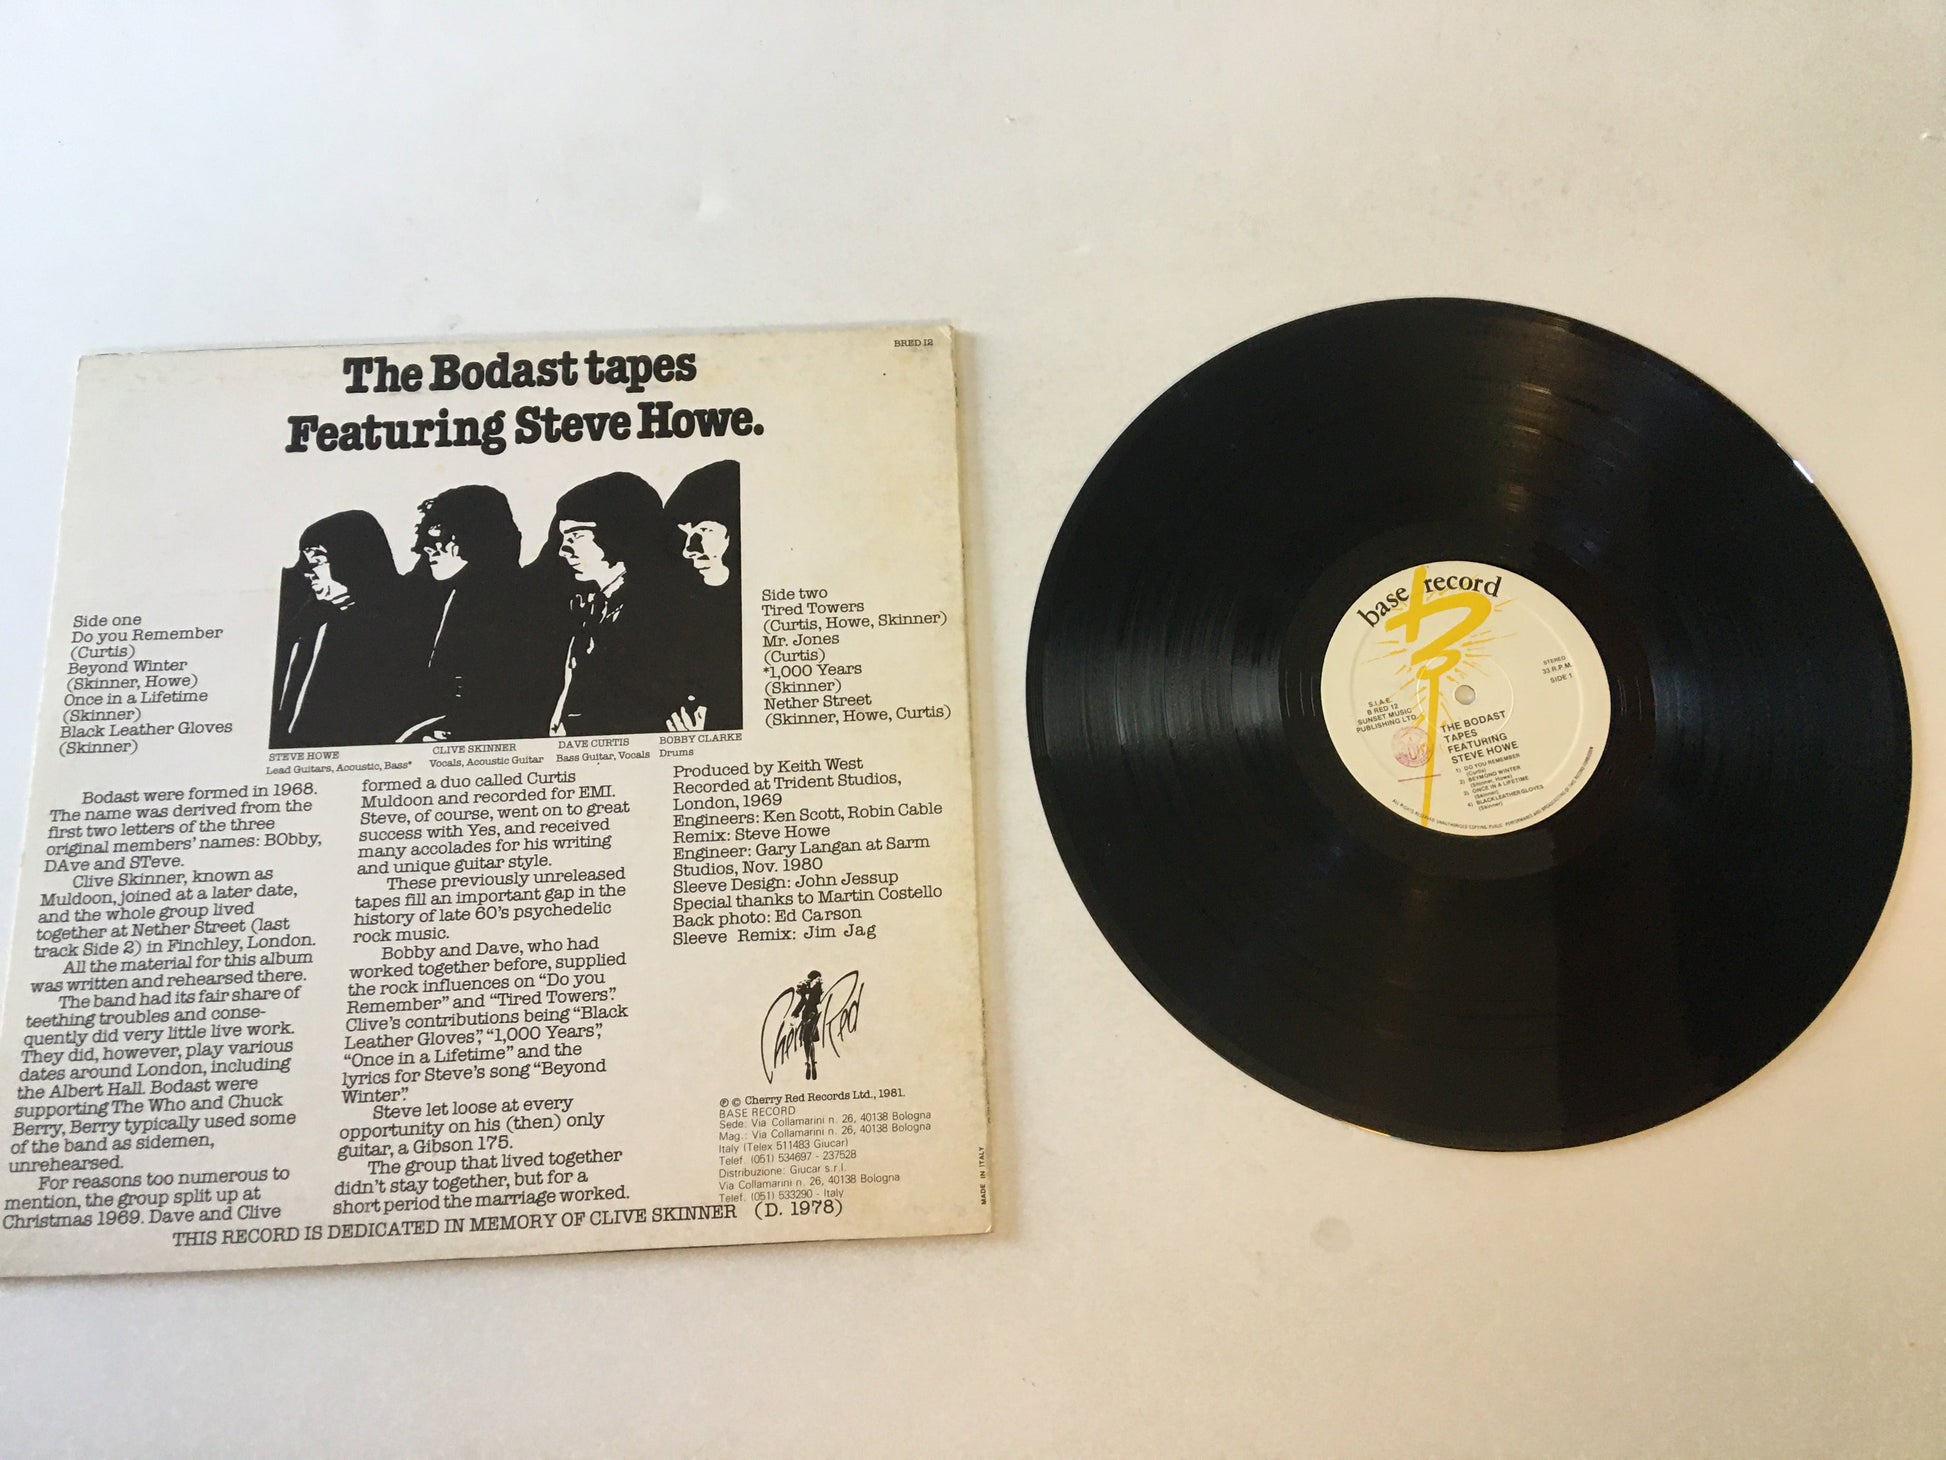 BRED 12
The Bodast tapes
Featuring Steve Howe.
Side one
Do you Remember
(Curtis)
Beyond Winter
(Skinner, Howe)
Once in a Lifetime
(Skinner)
Black Leather Gloves
(Skinner)
Side two
Tired Towers
(Curtis, Howe, Skinner)
Mr. Jones
(Curtis)
*1,000 Years
(Skinner)
Nether Street
(Skinner, Howe, Curtis)
STEVE HOWE
Lead Guitars, Acoustic, Bass*
CLIVE SKINNER
Vocals, Acoustic Guitar
DAVE CURTIS
Bass Guitar, Vocals
BOBBY CLARKE
Drums
Bodast were formed in 1968.
The name was derived from the
first two letters of the three
original members' names: BObby,
DAve and STeve.
Clive Skinner, known as
Muldoon, joined at a later date,
and the whole group lived
together at Nether Street (last
track Side 2) in Finchley, London.
All the material for this album
was written and rehearsed there.
The band had its fair share of
teething troubles and conse-
quently did very little live work.
They did, however, play various
dates around London, including
the Albert Hall. Bodast were
supporting The Who and Chuck
Berry, Berry typically used some
of the band as sidemen,
unrehearsed.
For reasons too numerous to
mention, the group split up at
Christmas 1969. Dave and Clive
formed a duo called Curtis
Muldoon and recorded for EMI.
Steve, of course, went on to great
success with Yes, and received
many accolades for his writing
and unique guitar style.
These previously unreleased
tapes fill an important gap in the
history of late 60's psychedelic
rock music.
Bobby and Dave, who had
worked together before, supplied
the rock influences on "Do you
Remember" and "Tired Towers".
Clive's contributions being "Black
Leather Gloves", "1,000 Years",
"Once in a Lifetime" and the
lyrics for Steve's song "Beyond
Winter".
Steve let loose at every
opportunity on his (then) only
guitar, a Gibson 175.
The group that lived together
didn't stay together, but for a
short period the marriage worked.
Produced by Keith West
Recorded at Trident Studios,
London, 1969
Engineers: Ken Scott, Robin Cable
Remix: Steve Howe
Engineer: Gary Langan at Sarm
Studios, Nov. 1980
Sleeve Design: John Jessup
Special thanks to Martin Costello
Back photo: Ed Carson
Sleeve Remix: Jim Jag
Cherry Red
℗ © Cherry Red Records Ltd., 1981.
BASE RECORD
Sede: Via Collamarini n. 26, 40138 Bologna
Mag.: Via Collamarini n. 26, 40138 Bologna
Italy (Telex 511483 Giucar)
Telef. (051) 534697 - 237528
Distribuzione: Giucar s.r.l.
Via Collamarini n. 26, 40138 Bologna
Telef. (051) 533290 - Italy
MADE IN ITALY
THIS RECORD IS DEDICATED IN MEMORY OF CLIVE SKINNER (D. 1978)
base record
STEREO
33 R.P.M.
SIDE 1
S.I.A.E.
B RED 12
SUNSET MUSIC
PUBLISHING LTD.
THE BODAST
TAPES
FEATURING
STEVE HOWE
1) DO YOU REMEMBER
(Curtis)
2) BEYMOND WINTER
(Skinner, Howe)
3) ONCE IN A LIFETIME
(Skinner)
4) BLACK LEATHER GLOVES
(Skinner)